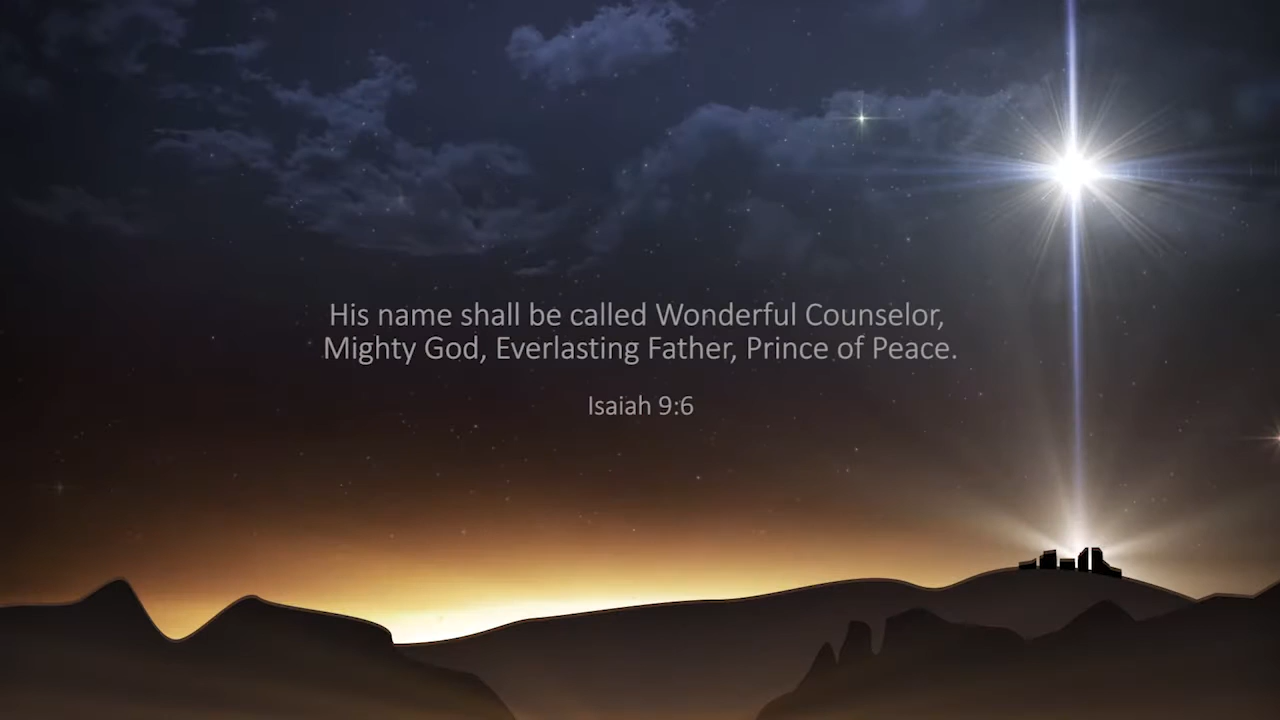 His name shall be called Wonderful Counselor,
Mighty God, Everlasting Father, Prince of Peace.
Isaiah 9:6